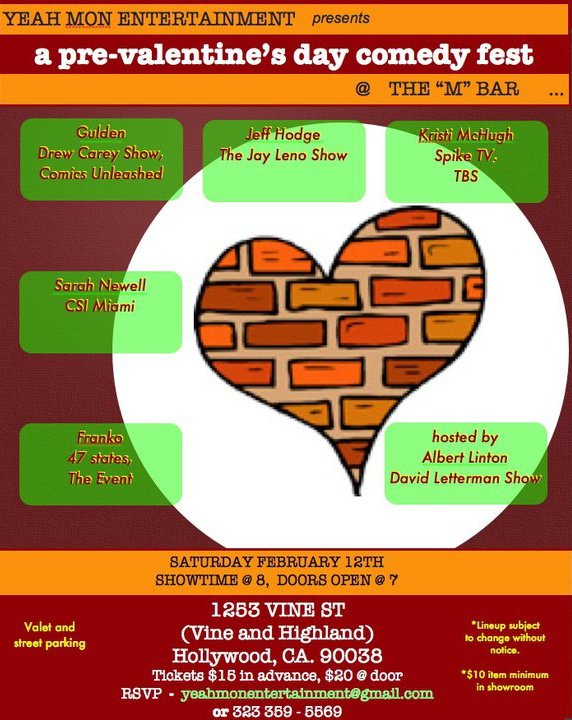 YEAH MON ENTERTAINMENT presents
a pre-valentine's day comedy fest
@ THE "M" BAR ...
Gulden
Drew Carey Show,
Comics Unleashed
Jeff Hodge
The Jay Leno Show
Kristi McHugh
Spike TV.
TBS
Sarah Newell
CSI Miami
Franko
47 states,
The Event
hosted by
Albert Linton
David Letterman Show
SATURDAY FEBRUARY 12TH
SHOWTIME @ 8, DOORS OPEN @ 7
Valet and
street parking
1253 VINE ST
(Vine and Highland)
Hollywood, CA. 90038
Tickets $15 in advance, $20 @ door
RSVP - yeahmonentertainment@gmail.com
or 323 359 - 5569
*Lineup subject
to change without
notice.
*$10 item minimum
in showroom